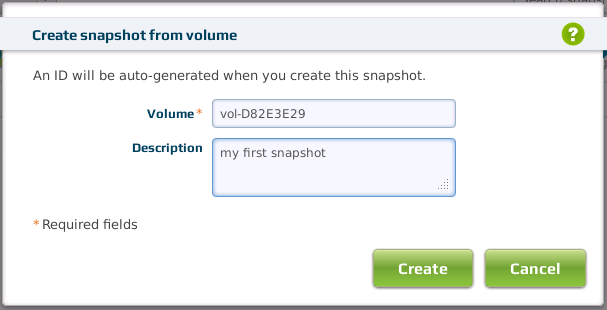 Create snapshot from volume
?
An ID will be auto-generated when you create this snapshot.
Volume*
vol-D82E3E29
Description
my first snapshot
*Required fields
Create
Cancel